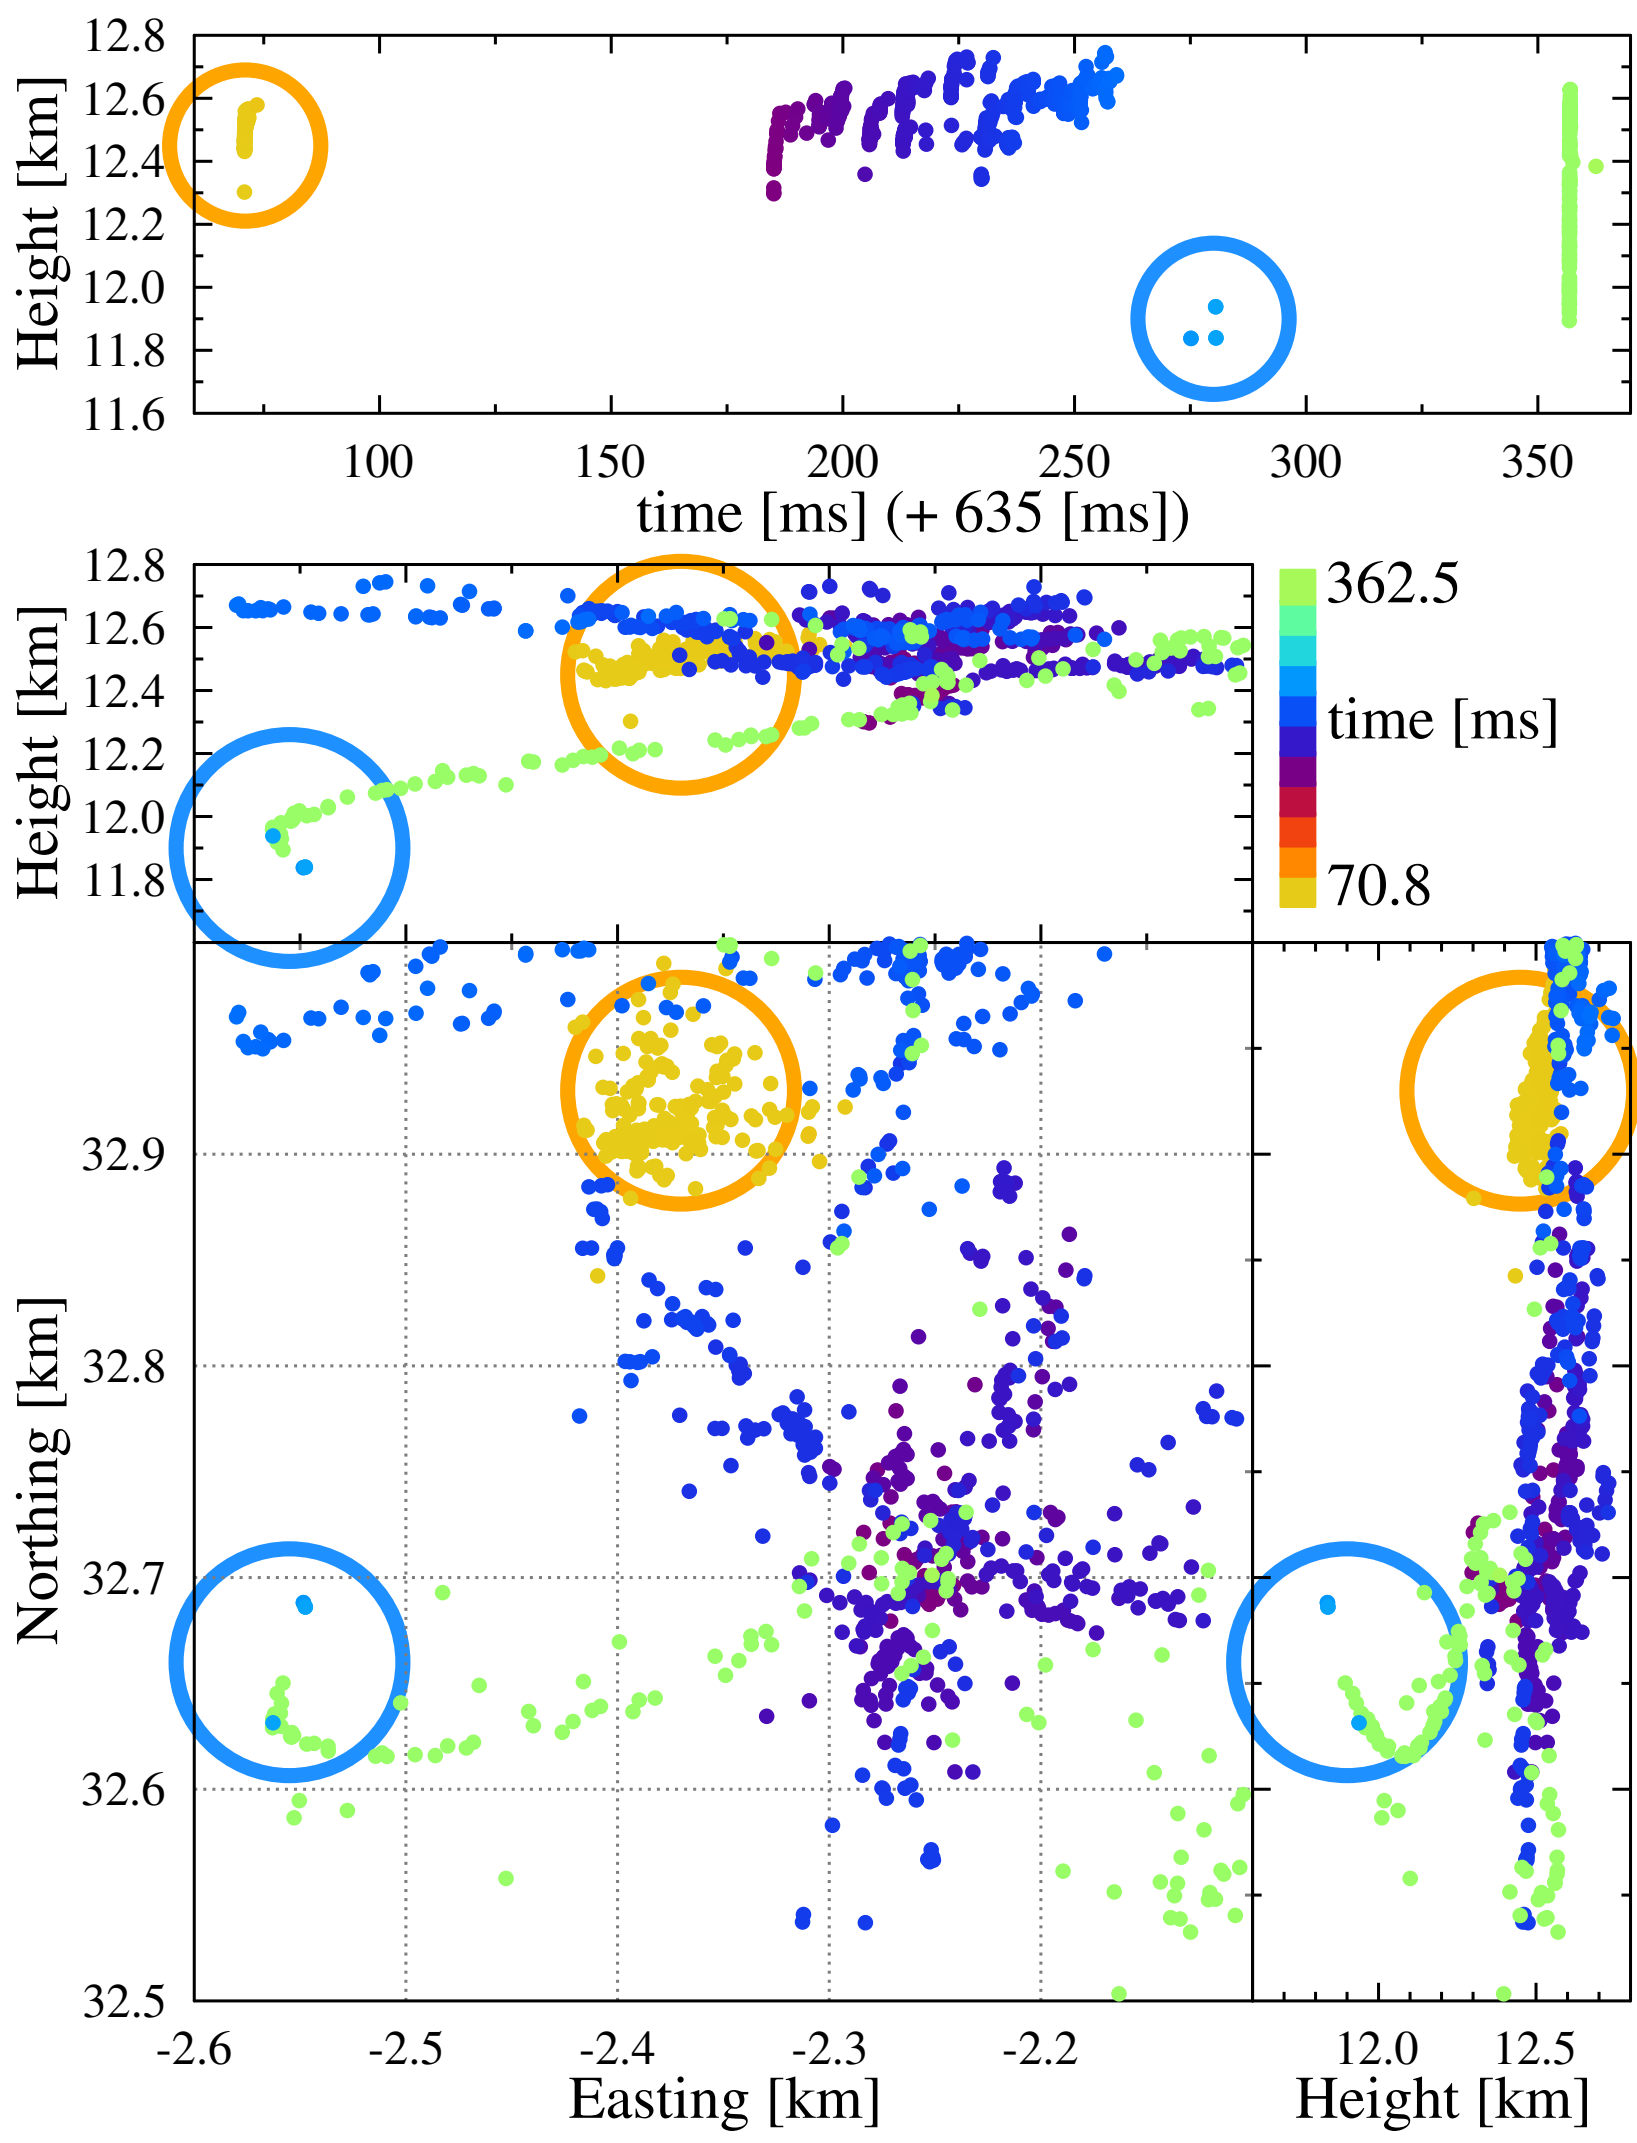 12.8
12.6
12.4
12.2
12.0
11.8
11.6
Height [km]
100 150 200 250 300 350
time [ms] (+ 635 [ms])
12.8
12.6
12.4
12.2
12.0
11.8
Height [km]
362.5
time [ms]
70.8
32.9
32.8
32.7
32.6
32.5
Northing [km]
-2.6 -2.5 -2.4 -2.3 -2.2 12.0 12.5
Easting [km] Height [km]